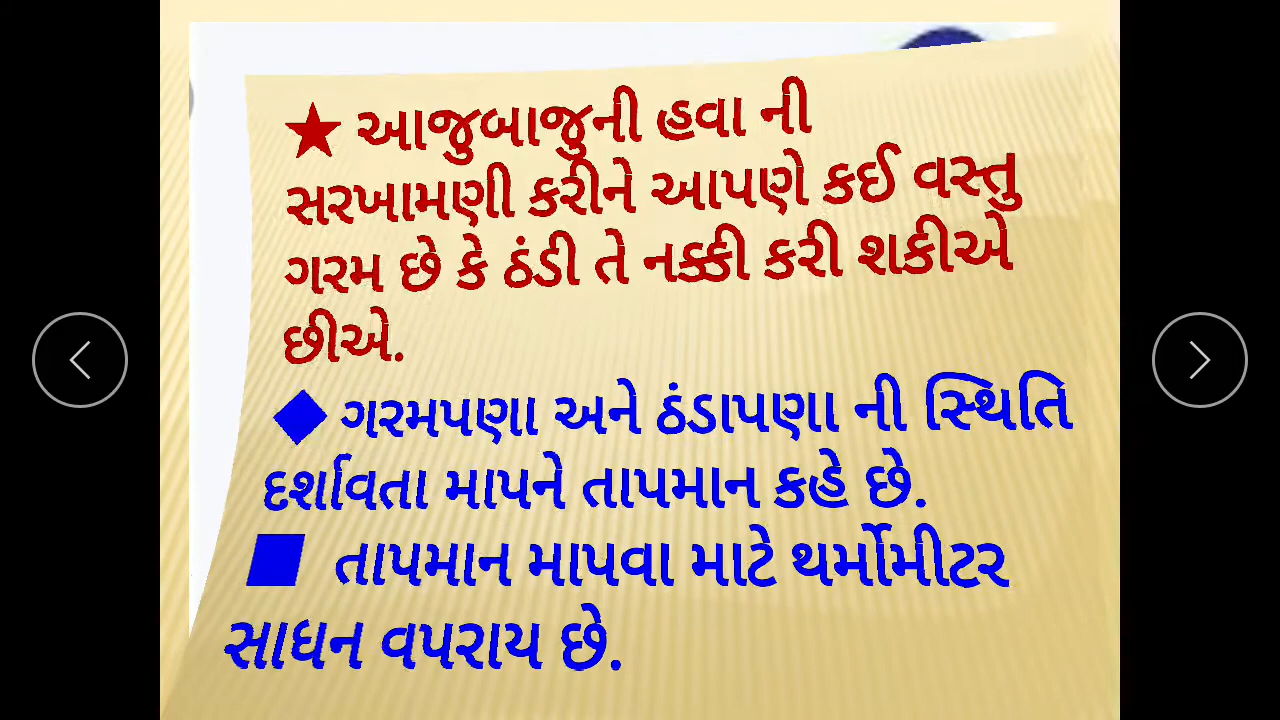 ★ આજુબાજુની હવા ની
સરખામણી કરીને આપણે કઈ વસ્તુ
ગરમ છે કે ઠંડી તે નક્કી કરી શકીએ
છીએ.
◆ ગરમપણા અને ઠંડાપણા ની સ્થિતિ
દર્શાવતા માપને તાપમાન કહે છે.
■ તાપમાન માપવા માટે થર્મોમીટર
સાધન વપરાય છે.